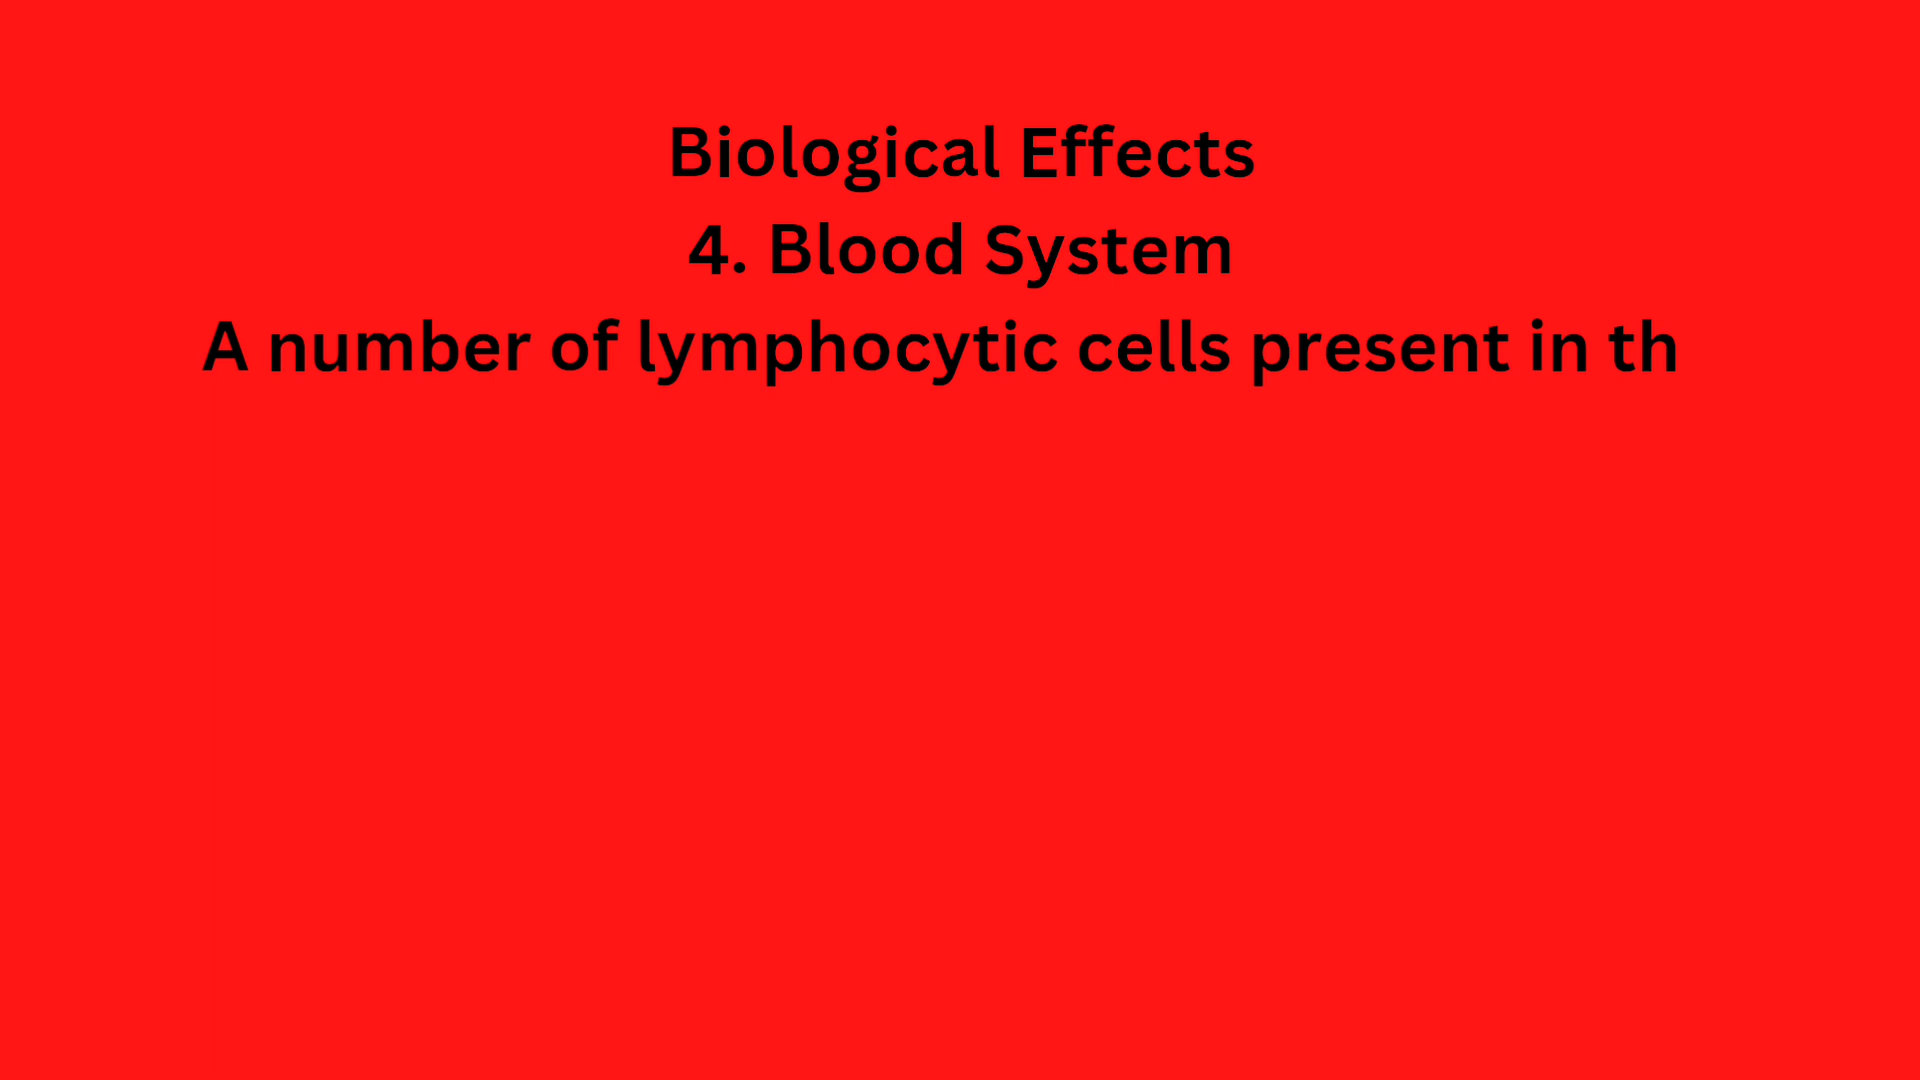 Biological Effects
4. Blood System
A number of lymphocytic cells present in th